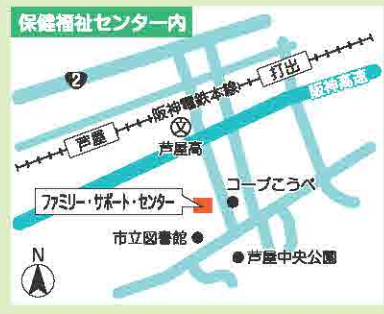 保健福祉センター内
2
打出
阪神電鉄本線
阪神高速
芦屋
文
芦屋高
コープこうべ
ファミリー・サポート・センター
市立図書館
芦屋中央公園
N